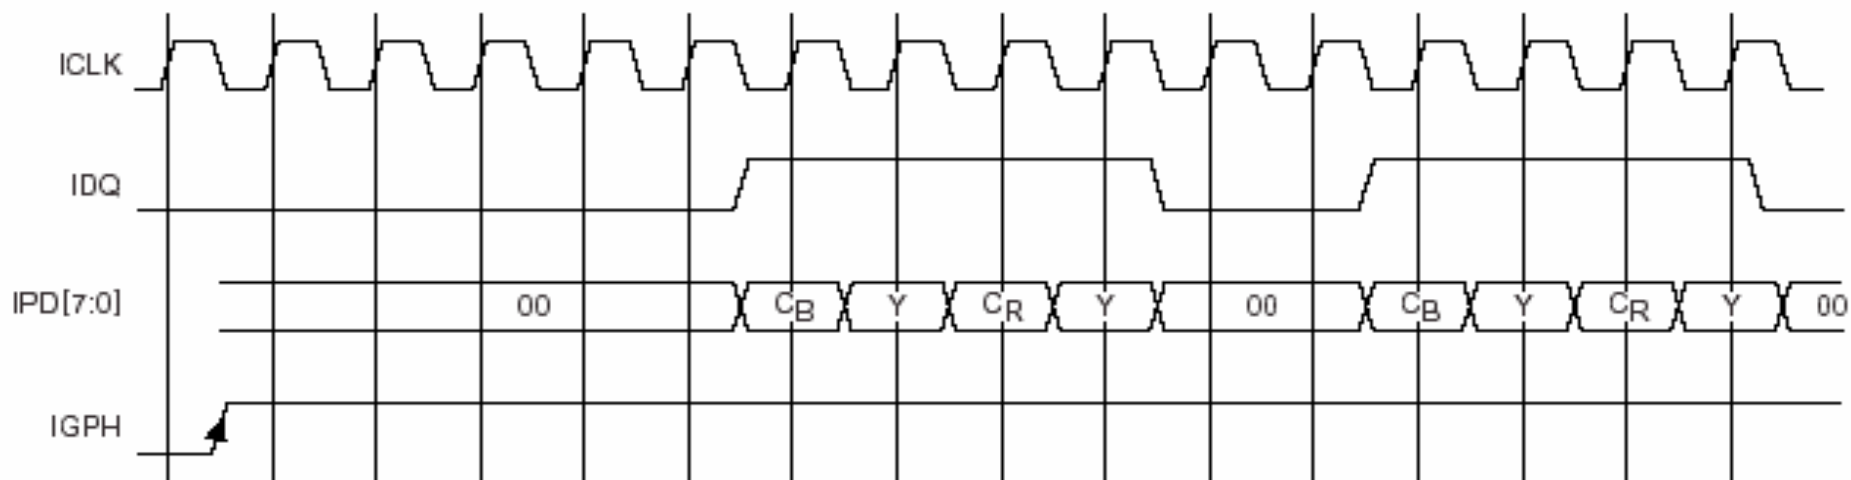 ICLK
IDQ
IPD[7:0] 00 CB Y CR Y 00 CB Y CR Y 00
IGPH